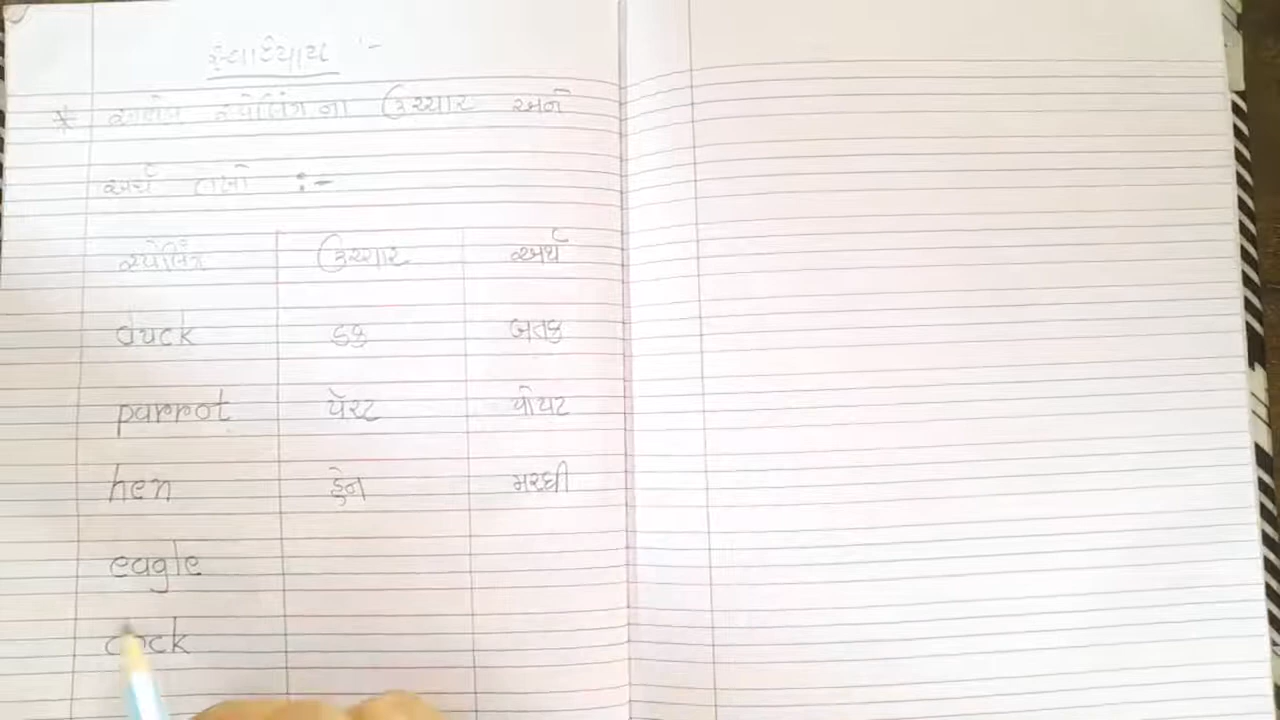 સ્વાધ્યાય :-
* સ્પેલિંગના ઉચ્ચાર અને
અર્થ લખો :-
સ્પેલિંગ ઉચ્ચાર અર્થ
duck ડક બતક
parrot પૅરટ પોપટ
hen હેન મરઘી
eagle
cock